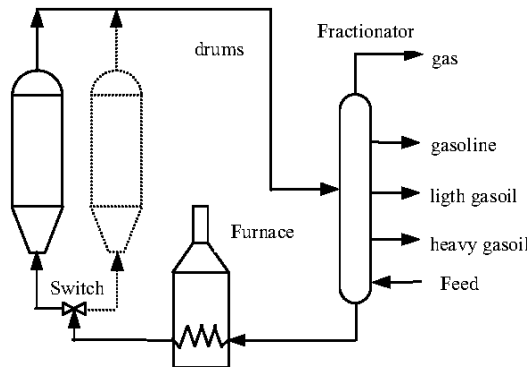 Fractionator
drums
gas
gasoline
ligth gasoil
Furnace
heavy gasoil
Switch
Feed